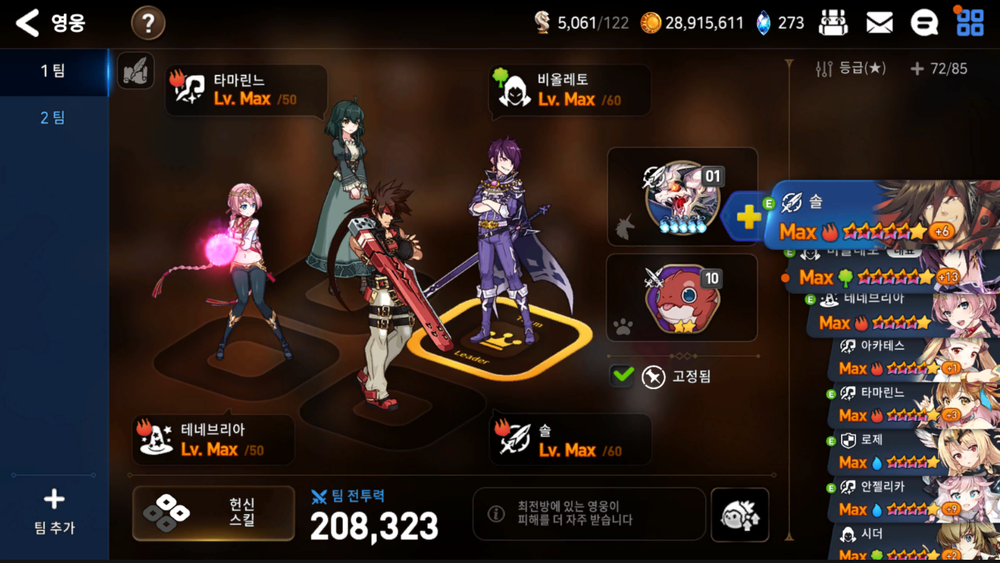 영웅
?
5,061/122
28,915,611
273
1 팀
2 팀
팀 추가
타마린느
Lv. Max /50
비올레토
Lv. Max /60
테네브리아
Lv. Max /50
솔
Lv. Max /60
Team
Leader
01
10
고정됨
헌신
스킬
팀 전투력
208,323
최전방에 있는 영웅이
피해를 더 자주 받습니다
등급(★)
72/85
E 솔
Max +6
E 비올레토 대표
Max +13
E 테네브리아
Max
아카테스
Max +1
E 타마린느
Max +3
E 로제
Max
E 안젤리카
Max +9
시더
Max +2